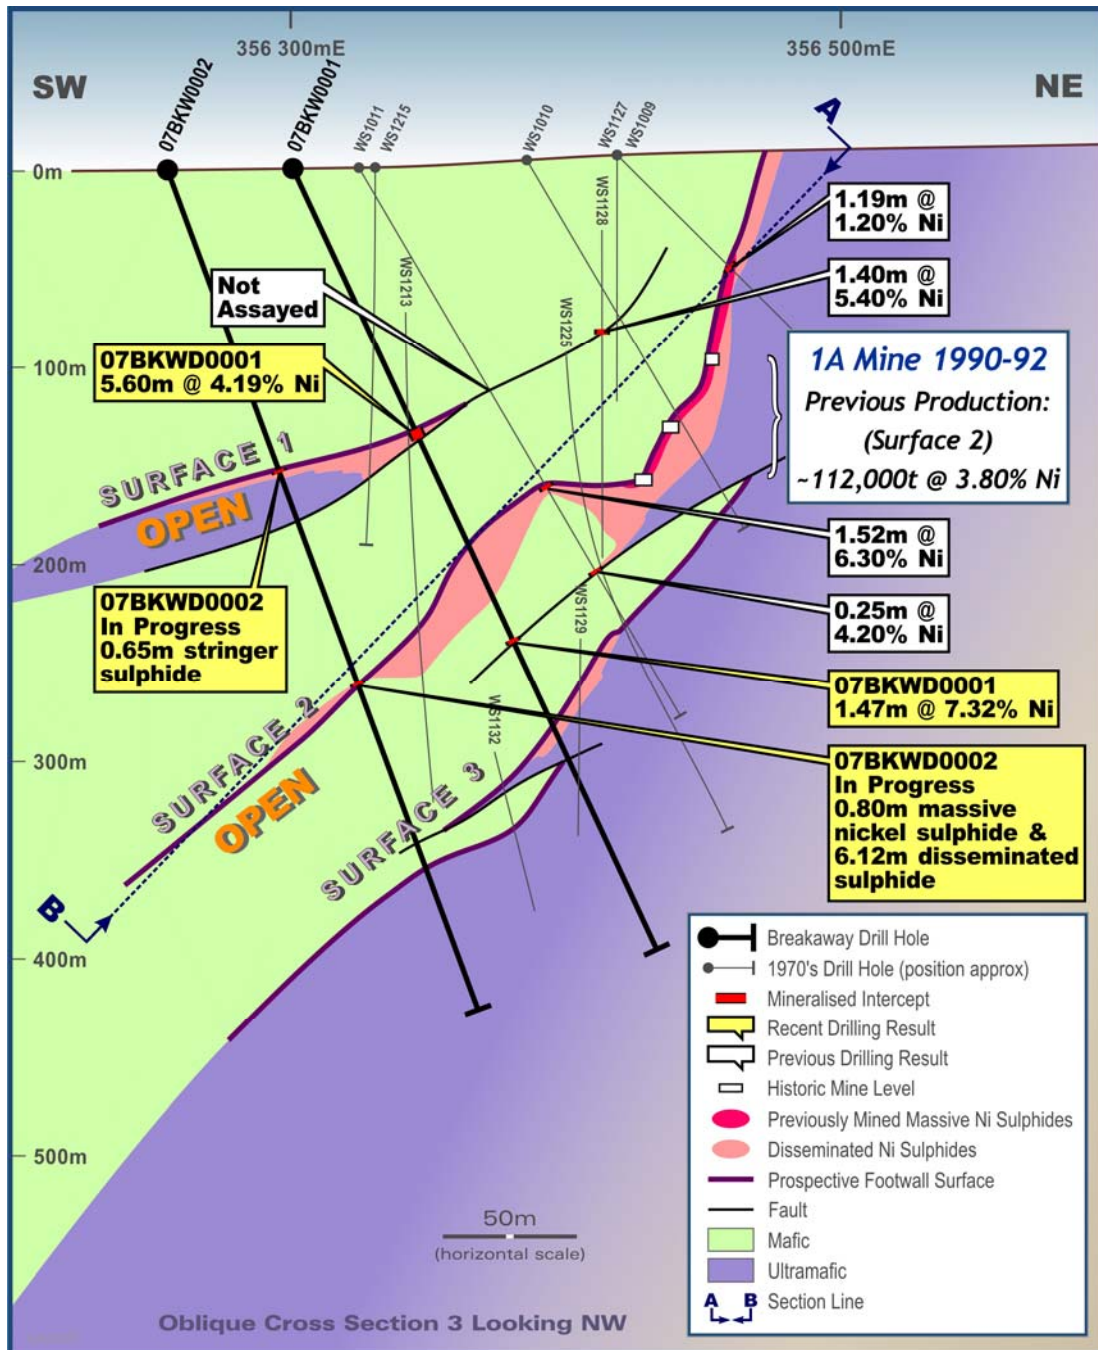 356 300mE
356 500mE
SW
NE
07BKW0002
07BKW0001
WS1011
WS1215
WS1010
WS1127
WS1009
A
0m
100m
200m
300m
400m
500m
WS1128
WS1213
WS1225
WS1129
WS1132
Not
Assayed
07BKWD0001
5.60m @ 4.19% Ni
SURFACE 1
OPEN
07BKWD0002
In Progress
0.65m stringer
sulphide
SURFACE 2
OPEN
SURFACE 3
B
1.19m @
1.20% Ni
1.40m @
5.40% Ni
1A Mine 1990-92
Previous Production:
(Surface 2)
~112,000t @ 3.80% Ni
1.52m @
6.30% Ni
0.25m @
4.20% Ni
07BKWD0001
1.47m @ 7.32% Ni
07BKWD0002
In Progress
0.80m massive
nickel sulphide &
6.12m disseminated
sulphide
Breakaway Drill Hole
1970's Drill Hole (position approx)
Mineralised Intercept
Recent Drilling Result
Previous Drilling Result
Historic Mine Level
Previously Mined Massive Ni Sulphides
Disseminated Ni Sulphides
Prospective Footwall Surface
Fault
Mafic
Ultramafic
A B Section Line
50m
(horizontal scale)
Oblique Cross Section 3 Looking NW